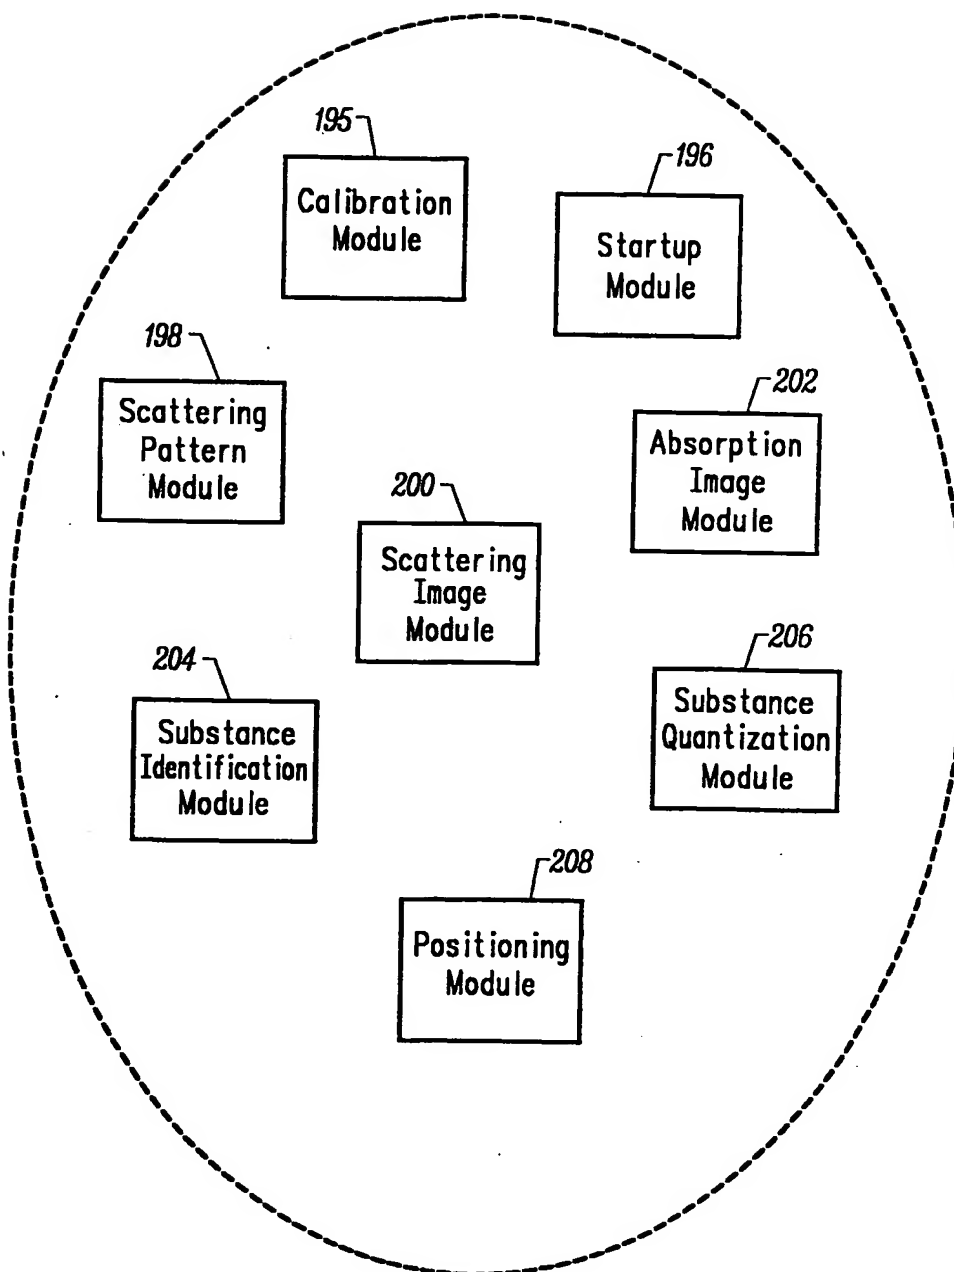 195
Calibration
Module
196
Startup
Module
198
Scattering
Pattern
Module
202
Absorption
Image
Module
200
Scattering
Image
Module
204
Substance
Identification
Module
206
Substance
Quantization
Module
208
Positioning
Module